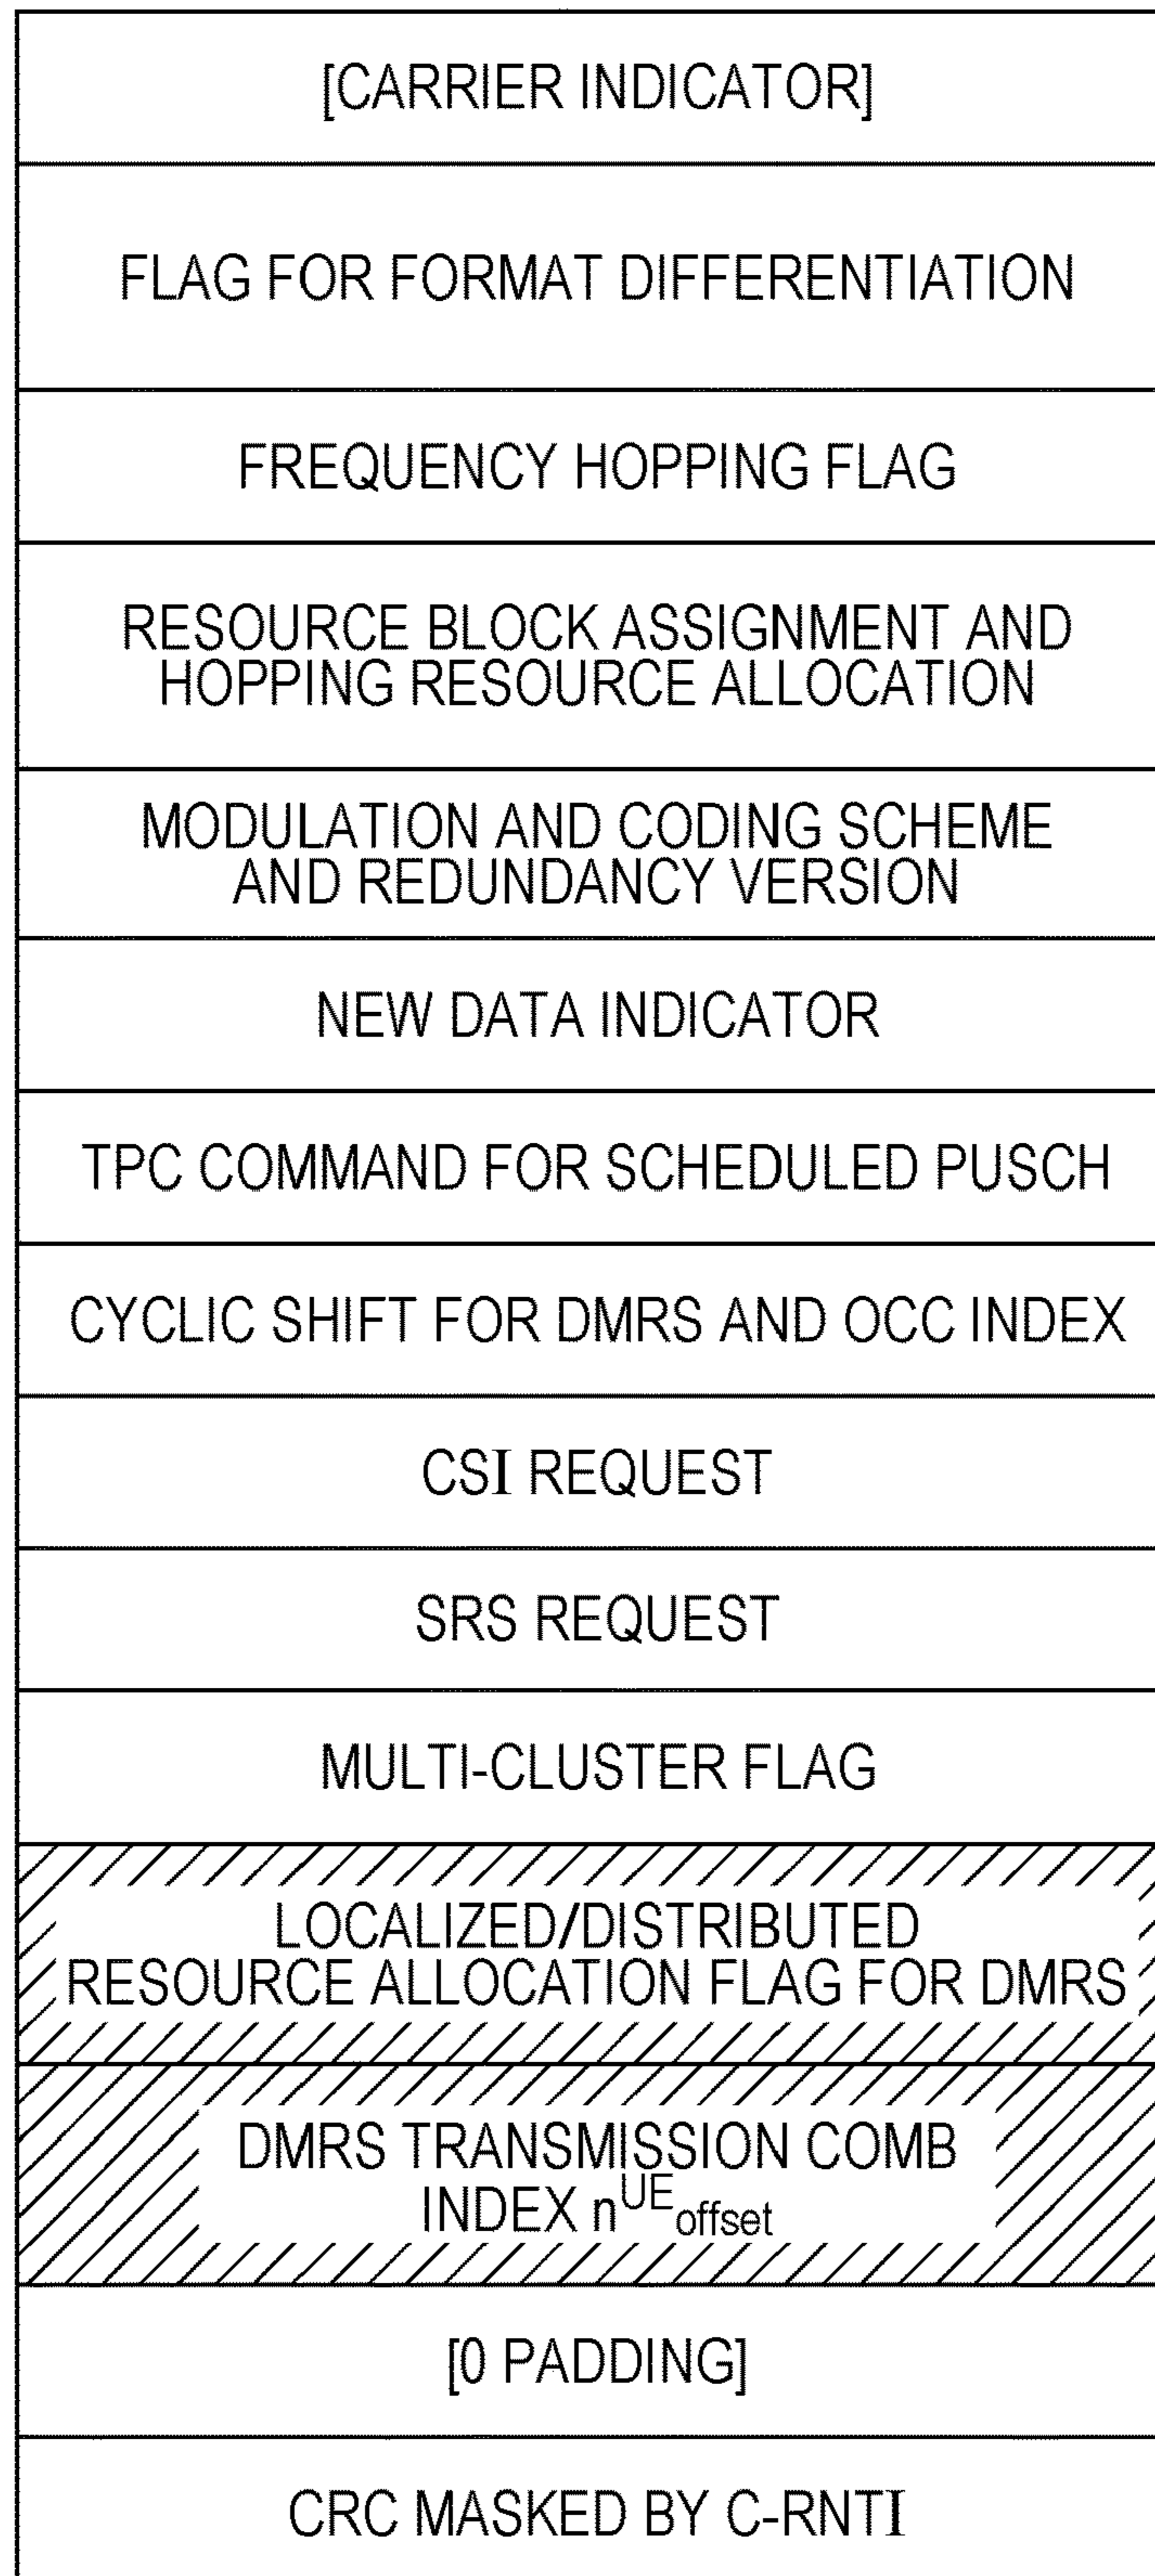 [CARRIER INDICATOR]
FLAG FOR FORMAT DIFFERENTIATION
FREQUENCY HOPPING FLAG
RESOURCE BLOCK ASSIGNMENT AND
HOPPING RESOURCE ALLOCATION
MODULATION AND CODING SCHEME
AND REDUNDANCY VERSION
NEW DATA INDICATOR
TPC COMMAND FOR SCHEDULED PUSCH
CYCLIC SHIFT FOR DMRS AND OCC INDEX
CSI REQUEST
SRS REQUEST
MULTI-CLUSTER FLAG
LOCALIZED/DISTRIBUTED
RESOURCE ALLOCATION FLAG FOR DMRS
DMRS TRANSMISSION COMB
INDEX n^UE_offset
[0 PADDING]
CRC MASKED BY C-RNTI